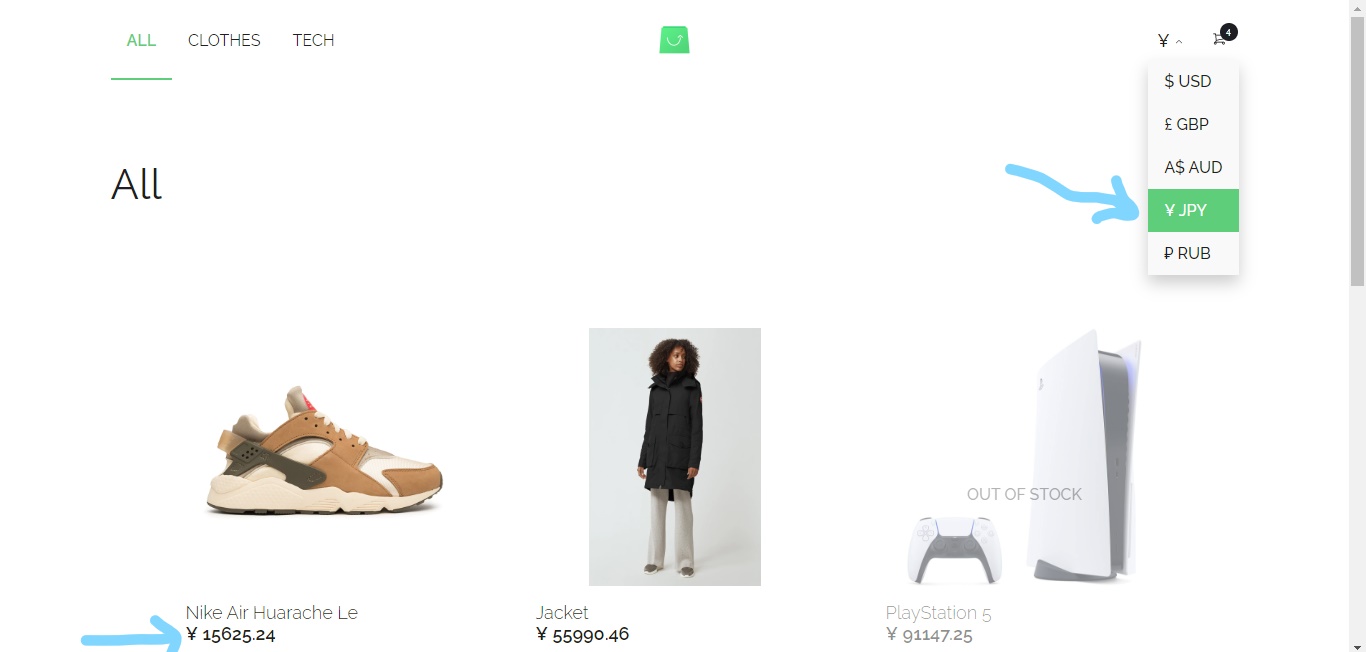 ALL CLOTHES TECH
¥ 4
$ USD
£ GBP
A$ AUD
¥ JPY
₽ RUB
All
OUT OF STOCK
Nike Air Huarache Le Jacket PlayStation 5
¥ 15625.24 ¥ 55990.46 ¥ 91147.25